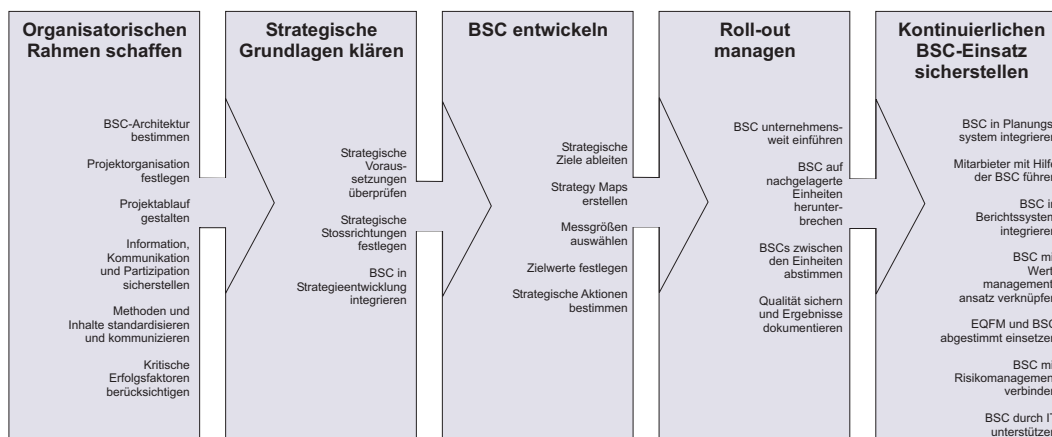 Organisatorischen
Rahmen schaffen
BSC-Architektur
bestimmen
Projektorganisation
festlegen
Projektablauf
gestalten
Information,
Kommunikation
und Partizipation
sicherstellen
Methoden und
Inhalte standardisieren
und kommunizieren
Kritische
Erfolgsfaktoren
berücksichtigen
Strategische
Grundlagen klären
Strategische
Voraus-
setzungen
überprüfen
Strategische
Stossrichtungen
festlegen
BSC in
Strategieentwicklung
integrieren
BSC entwickeln
Strategische
Ziele ableiten
Strategy Maps
erstellen
Messgrößen
auswählen
Zielwerte festlegen
Strategische Aktionen
bestimmen
Roll-out
managen
BSC unternehmens-
weit einführen
BSC auf
nachgelagerte
Einheiten
herunter-
brechen
BSCs zwischen
den Einheiten
abstimmen
Qualität sichern
und Ergebnisse
dokumentieren
Kontinuierlichen
BSC-Einsatz
sicherstellen
BSC in Planungs-
system integrieren
Mitarbieter mit Hilfe
der BSC führen
BSC in
Berichtssystem
integrieren
BSC mit
Wert-
management-
ansatz verknüpfen
EQFM und BSC
abgestimmt einsetzen
BSC mit
Risikomanagement
verbinden
BSC durch IT
unterstützen